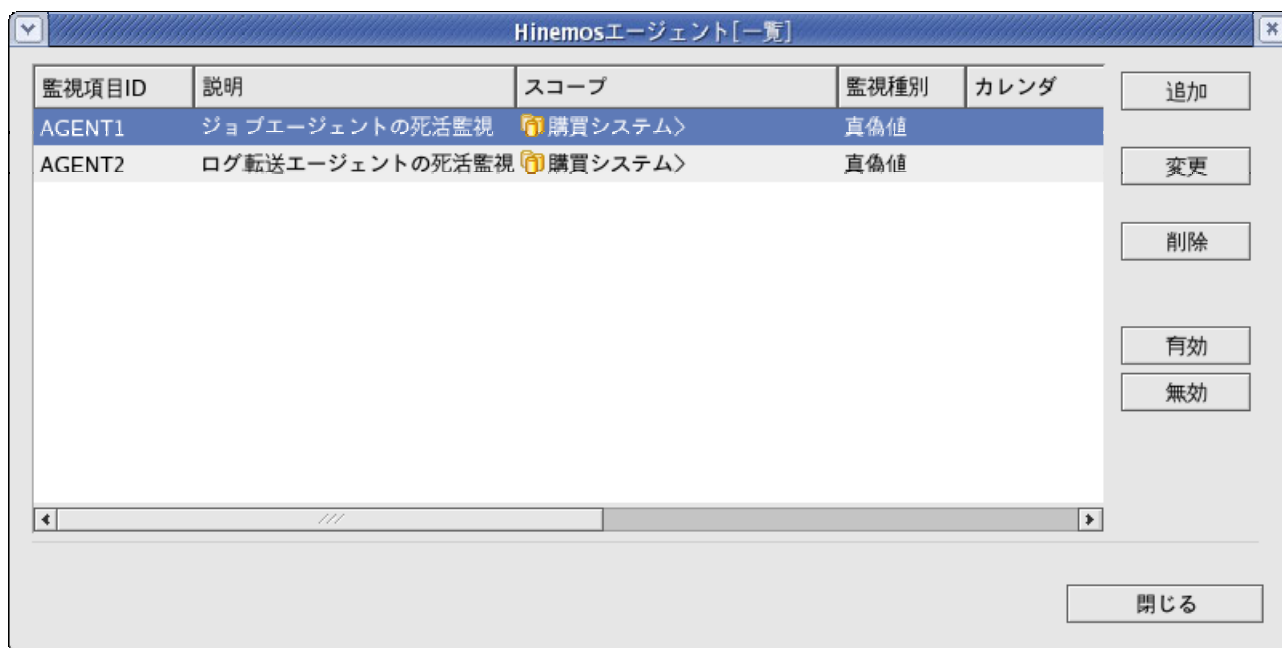 Hinemosエージェント[一覧]
監視項目ID 説明 スコープ 監視種別 カレンダ
AGENT1 ジョブエージェントの死活監視 購買システム〉 真偽値
AGENT2 ログ転送エージェントの死活監視 購買システム〉 真偽値
追加
変更
削除
有効
無効
閉じる